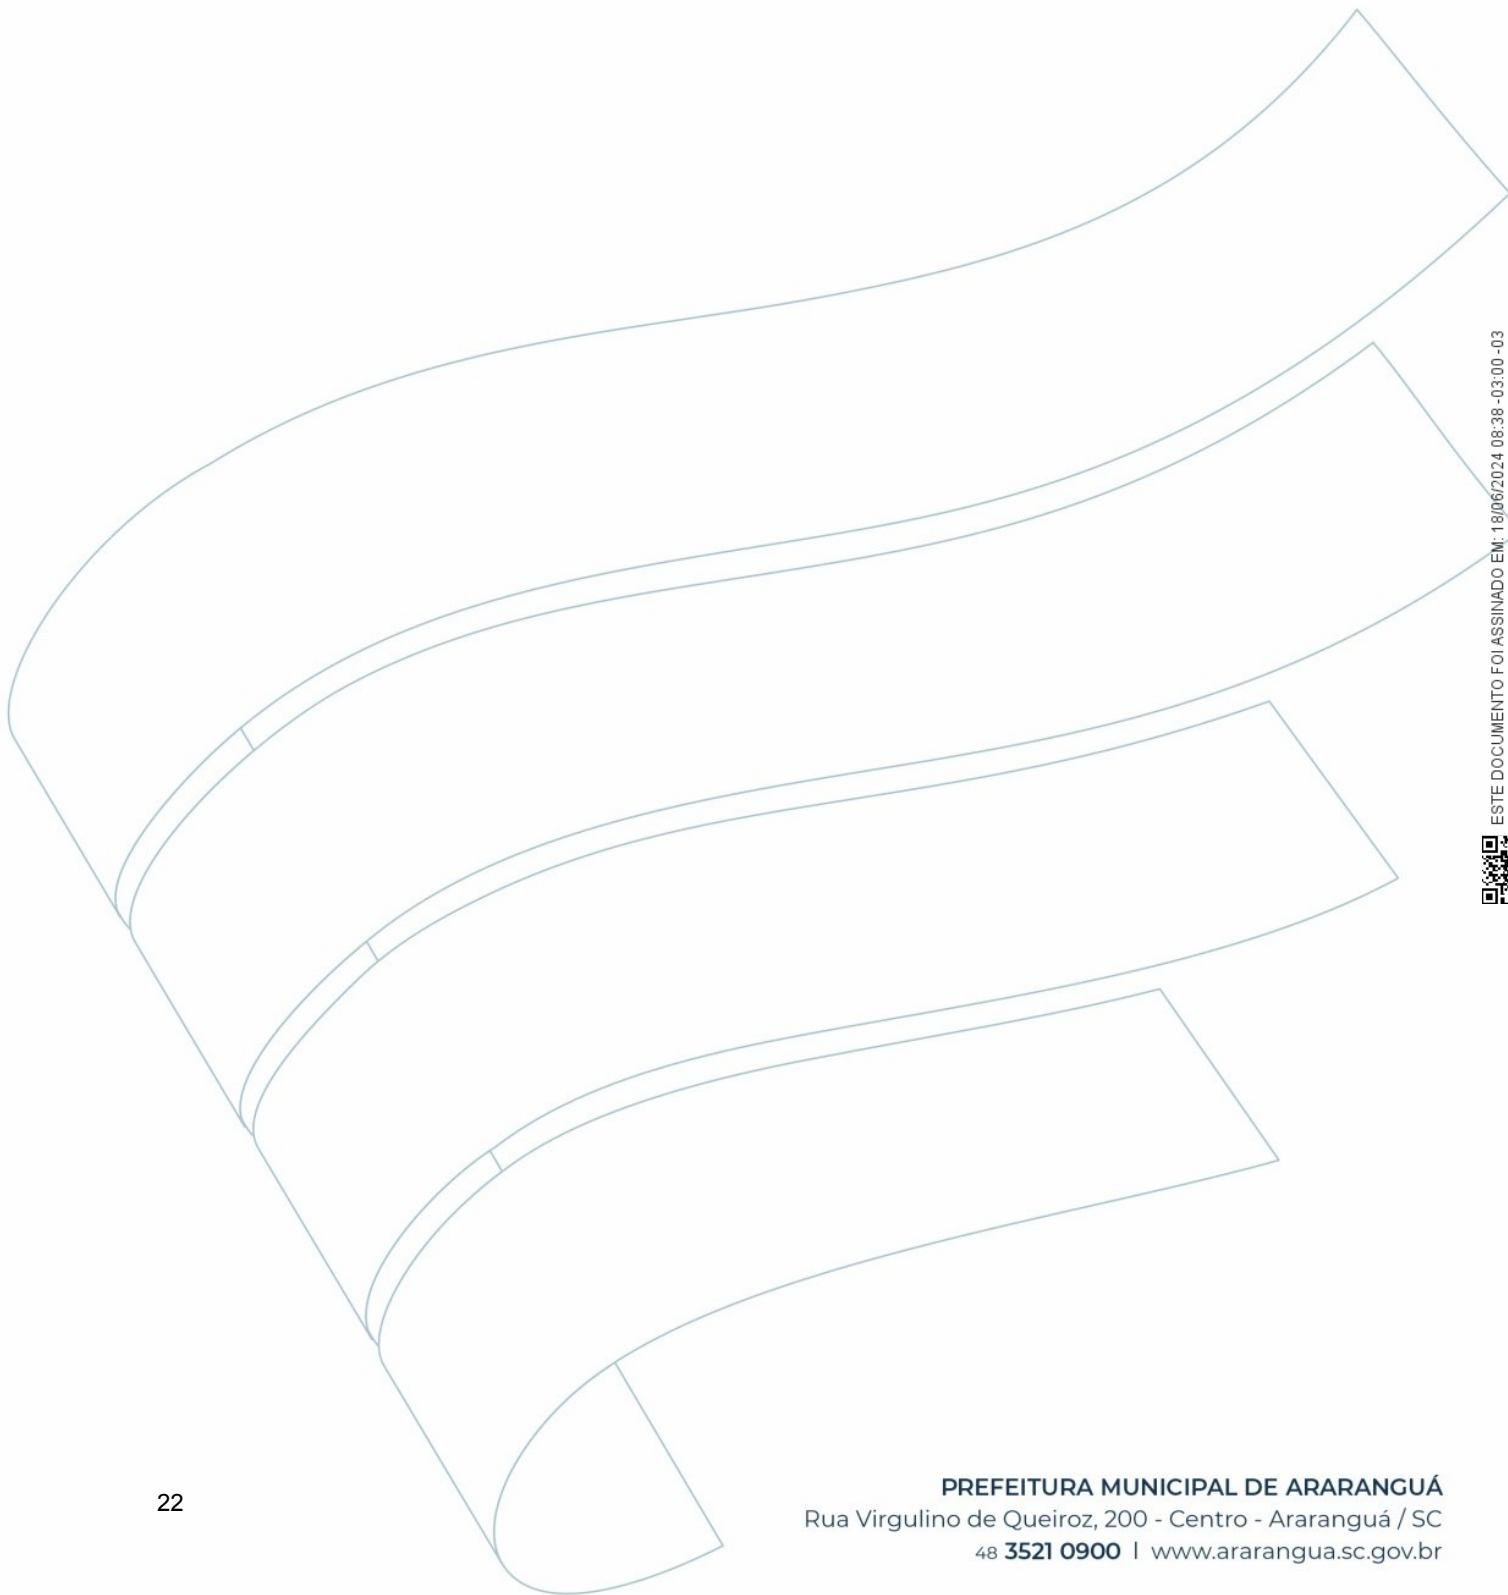 ESTE DOCUMENTO FOI ASSINADO EM: 18/06/2024 08:38 -03:00 -03
22
PREFEITURA MUNICIPAL DE ARARANGUÁ
Rua Virgulino de Queiroz, 200 - Centro - Araranguá / SC
48 3521 0900 | www.ararangua.sc.gov.br